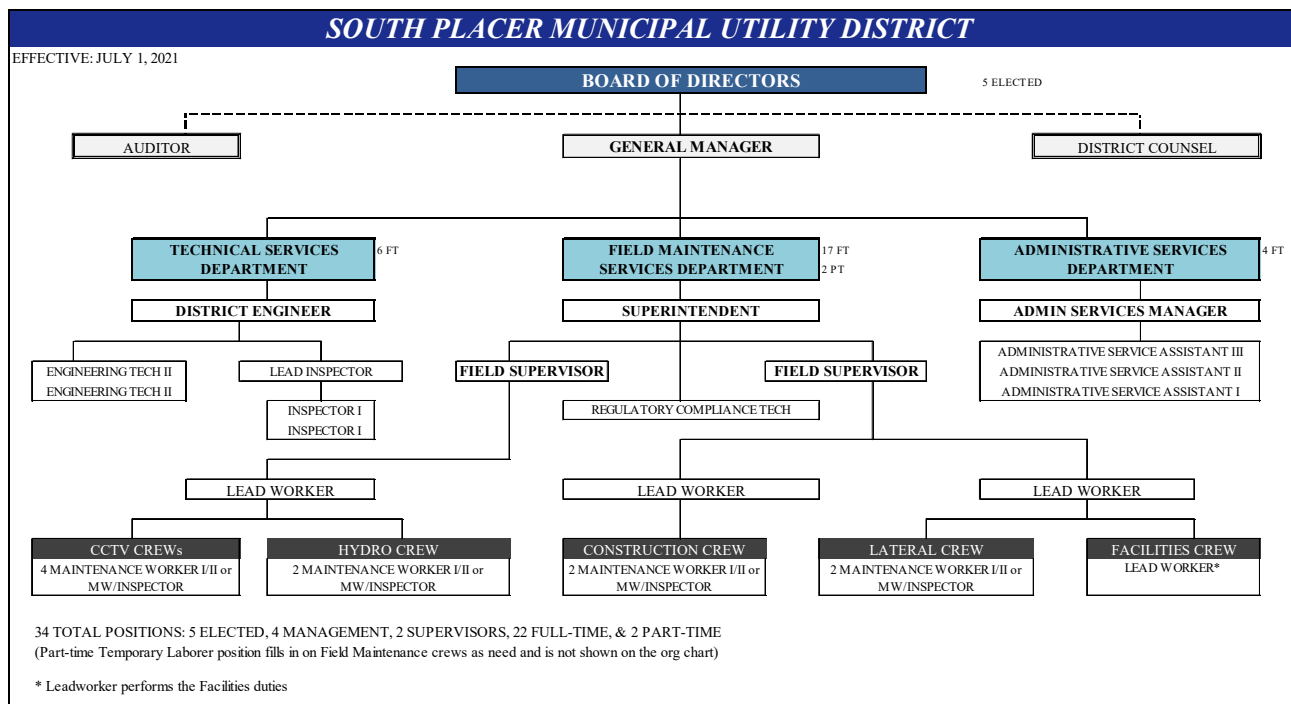 SOUTH PLACER MUNICIPAL UTILITY DISTRICT
EFFECTIVE: JULY 1, 2021
BOARD OF DIRECTORS
5 ELECTED
AUDITOR
GENERAL MANAGER
DISTRICT COUNSEL
TECHNICAL SERVICES
DEPARTMENT
6 FT
FIELD MAINTENANCE
SERVICES DEPARTMENT
17 FT
2 PT
ADMINISTRATIVE SERVICES
DEPARTMENT
4 FT
DISTRICT ENGINEER
SUPERINTENDENT
ADMIN SERVICES MANAGER
ENGINEERING TECH II
ENGINEERING TECH II
LEAD INSPECTOR
INSPECTOR I
INSPECTOR I
FIELD SUPERVISOR
FIELD SUPERVISOR
REGULATORY COMPLIANCE TECH
ADMINISTRATIVE SERVICE ASSISTANT III
ADMINISTRATIVE SERVICE ASSISTANT II
ADMINISTRATIVE SERVICE ASSISTANT I
LEAD WORKER
LEAD WORKER
LEAD WORKER
CCTV CREWs
4 MAINTENANCE WORKER I/II or
MW/INSPECTOR
HYDRO CREW
2 MAINTENANCE WORKER I/II or
MW/INSPECTOR
CONSTRUCTION CREW
2 MAINTENANCE WORKER I/II or
MW/INSPECTOR
LATERAL CREW
2 MAINTENANCE WORKER I/II or
MW/INSPECTOR
FACILITIES CREW
LEAD WORKER*
34 TOTAL POSITIONS: 5 ELECTED, 4 MANAGEMENT, 2 SUPERVISORS, 22 FULL-TIME, & 2 PART-TIME
(Part-time Temporary Laborer position fills in on Field Maintenance crews as need and is not shown on the org chart)
* Leadworker performs the Facilities duties